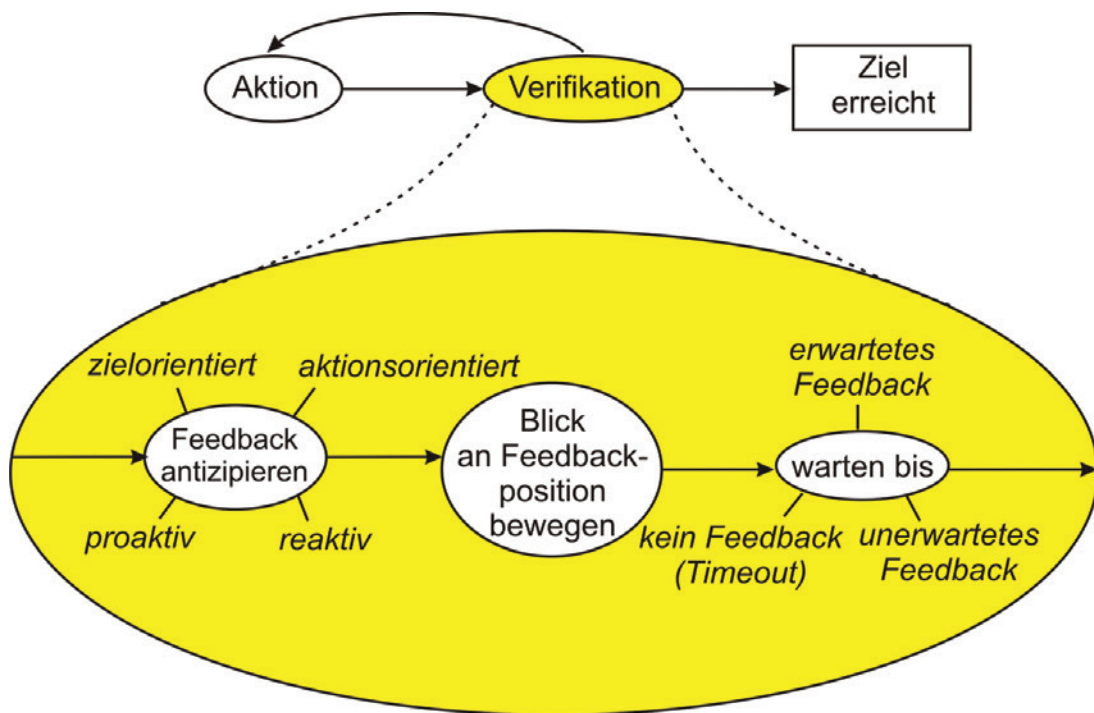 Aktion
Verifikation
Ziel
erreicht
zielorientiert
aktionsorientiert
Feedback
antizipieren
proaktiv
reaktiv
Blick
an Feedback-
position
bewegen
erwartetes
Feedback
warten bis
kein Feedback
(Timeout)
unerwartetes
Feedback